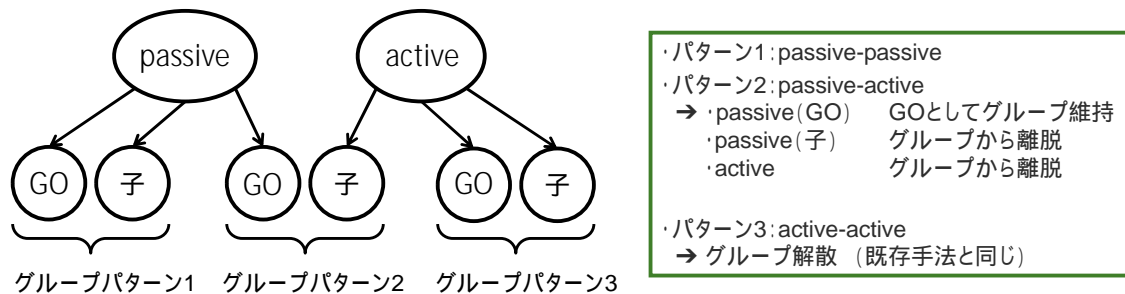 passive
active
GO
子
GO
子
GO
子
グループパターン1
グループパターン2
グループパターン3
・パターン1:passive-passive
・パターン2:passive-active
➔ ・passive(GO) GOとしてグループ維持
・passive(子) グループから離脱
・active グループから離脱
・パターン3:active-active
➔ グループ解散 (既存手法と同じ)